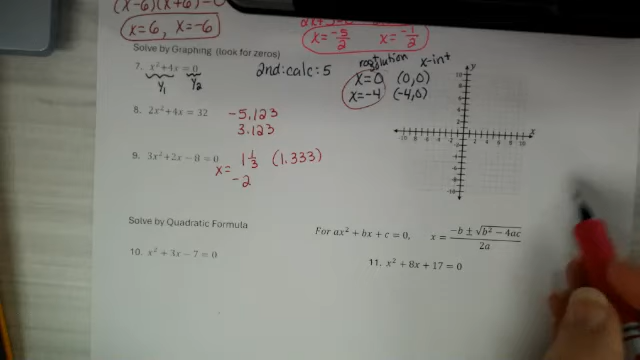 (x-6)(x+6)=0
x=6, x=-6
x=-5/2 x=-1/2
Solve by Graphing (look for zeros)
7. x²+4x=0
Y₁ Y₂
2nd:calc:5
root solution x-int
x=0 (0,0)
x=-4 (-4,0)
8. 2x²+4x=32
-5.123
3.123
9. 3x²+2x-8=0
x= 1 1/3 (1.333)
-2
y
x
Solve by Quadratic Formula
For ax²+bx+c=0, x= (-b±√(b²-4ac))/(2a)
10. x²+3x-7=0
11. x²+8x+17=0